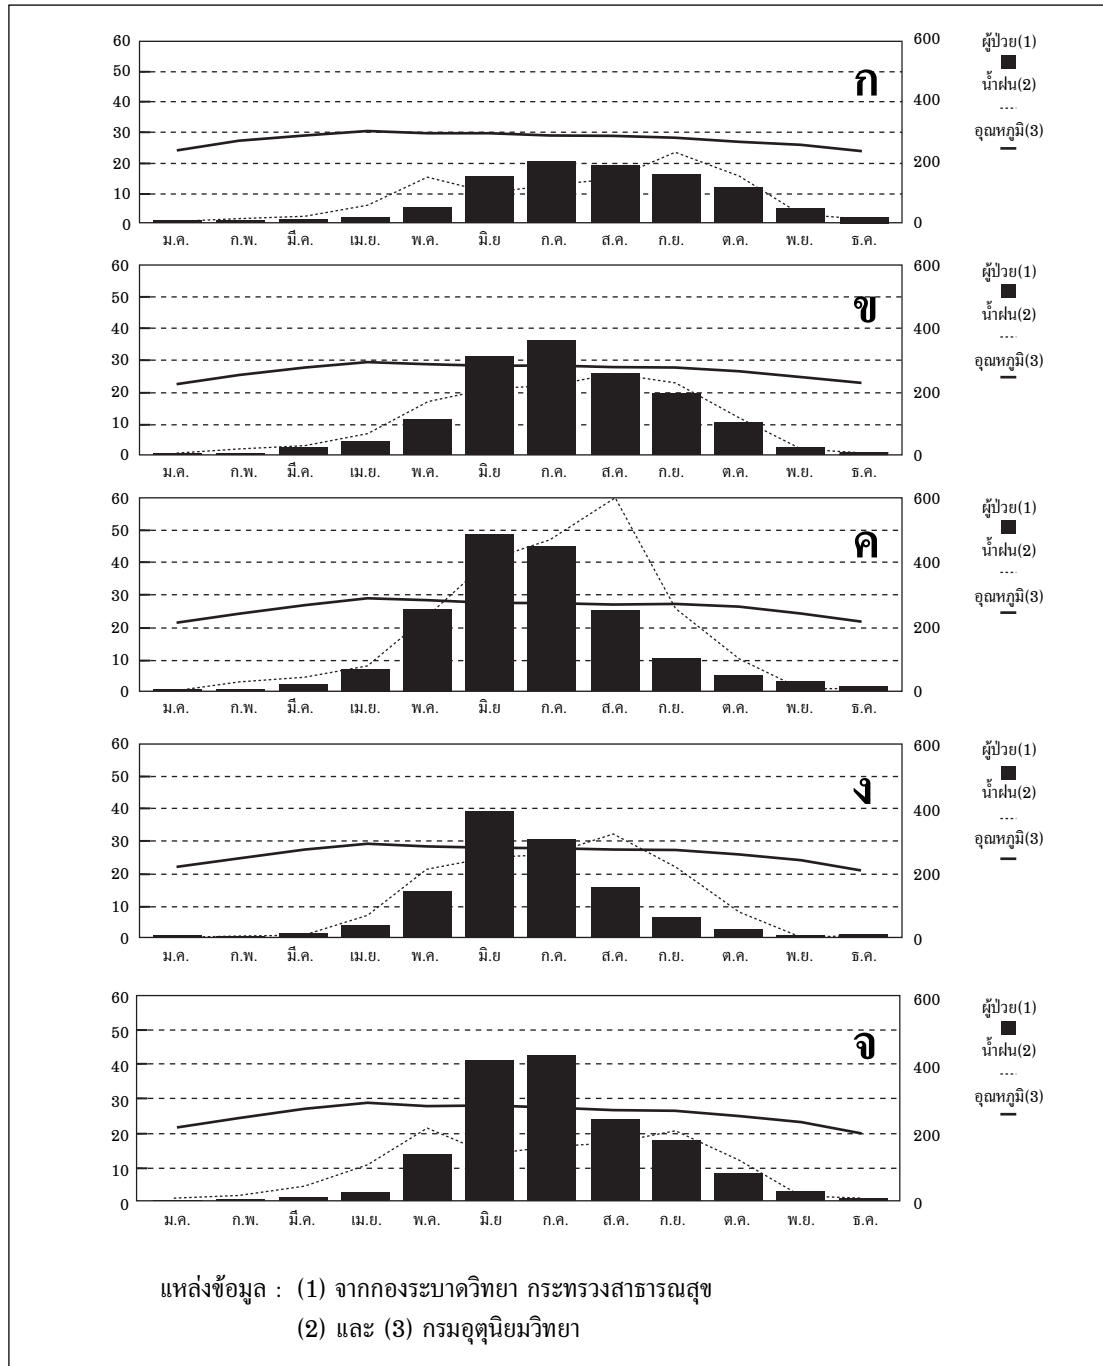 60 600 ผู้ป่วย(1)
50 ก น้ำฝน(2)
40 400
30 อุณหภูมิ(3)
20 200
10
0 0
ม.ค. ก.พ. มี.ค. เม.ย. พ.ค. มิ.ย ก.ค. ส.ค. ก.ย. ต.ค. พ.ย. ธ.ค.
60 600 ผู้ป่วย(1)
50 ข น้ำฝน(2)
40 400
30 อุณหภูมิ(3)
20 200
10
0 0
ม.ค. ก.พ. มี.ค. เม.ย. พ.ค. มิ.ย ก.ค. ส.ค. ก.ย. ต.ค. พ.ย. ธ.ค.
60 600 ผู้ป่วย(1)
50 ค น้ำฝน(2)
40 400
30 อุณหภูมิ(3)
20 200
10
0 0
ม.ค. ก.พ. มี.ค. เม.ย. พ.ค. มิ.ย ก.ค. ส.ค. ก.ย. ต.ค. พ.ย. ธ.ค.
60 600 ผู้ป่วย(1)
50 ง น้ำฝน(2)
40 400
30 อุณหภูมิ(3)
20 200
10
0 0
ม.ค. ก.พ. มี.ค. เม.ย. พ.ค. มิ.ย ก.ค. ส.ค. ก.ย. ต.ค. พ.ย. ธ.ค.
60 600 ผู้ป่วย(1)
50 จ น้ำฝน(2)
40 400
30 อุณหภูมิ(3)
20 200
10
0 0
ม.ค. ก.พ. มี.ค. เม.ย. พ.ค. มิ.ย ก.ค. ส.ค. ก.ย. ต.ค. พ.ย. ธ.ค.
แหล่งข้อมูล : (1) จากกองระบาดวิทยา กระทรวงสาธารณสุข
(2) และ (3) กรมอุตุนิยมวิทยา